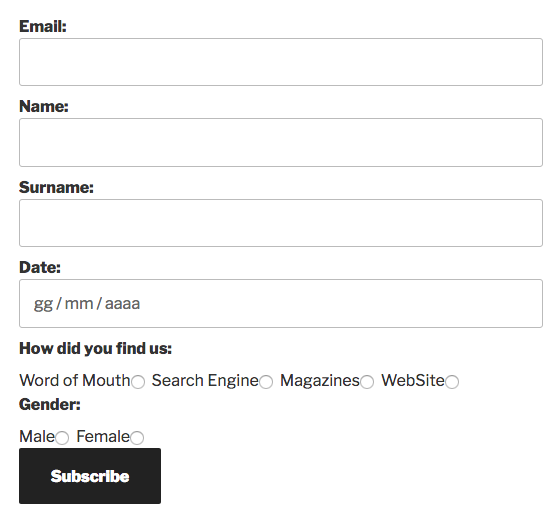 Email:
Name:
Surname:
Date:
gg/mm/aaaa
How did you find us:
Word of Mouth Search Engine Magazines WebSite
Gender:
Male Female
Subscribe